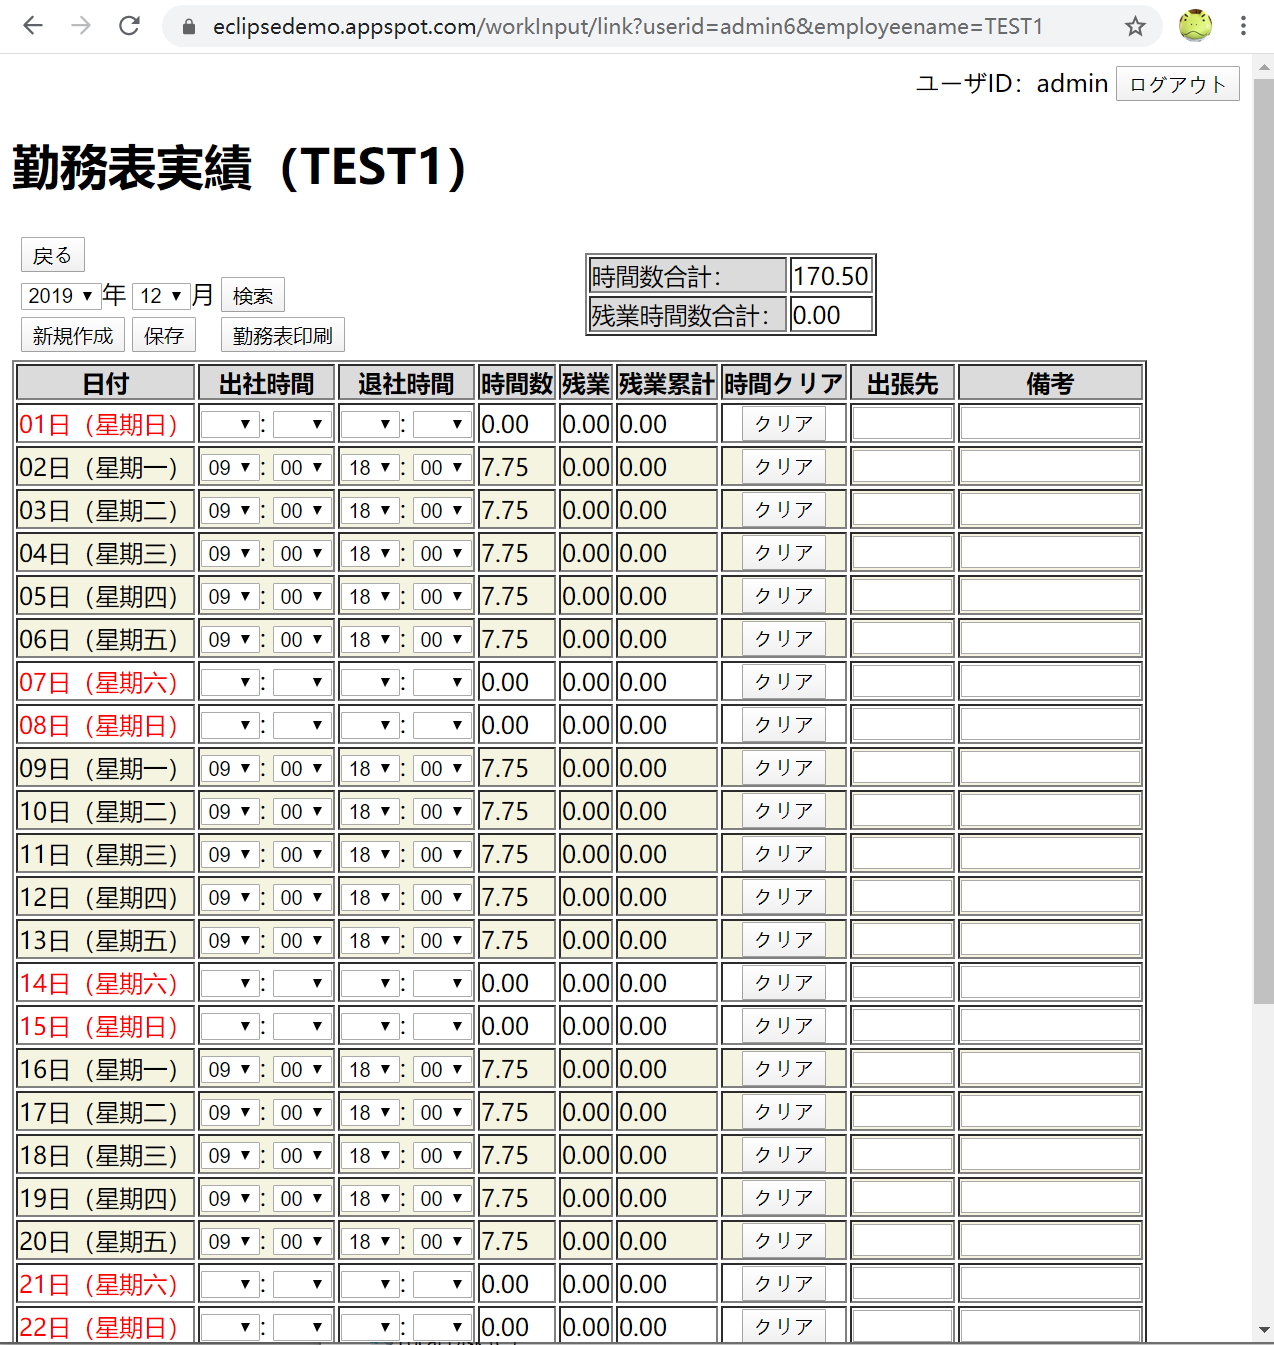 eclipsedemo.appspot.com/workInput/link?userid=admin6&employeename=TEST1
ユーザID：admin ログアウト
勤務表実績（TEST1）
戻る
2019年 12月 検索
新規作成 保存 勤務表印刷
時間数合計： 170.50
残業時間数合計： 0.00
日付 出社時間 退社時間 時間数 残業 残業累計 時間クリア 出張先 備考
01日（星期日） : : 0.00 0.00 0.00 クリア
02日（星期一） 09 : 00 18 : 00 7.75 0.00 0.00 クリア
03日（星期二） 09 : 00 18 : 00 7.75 0.00 0.00 クリア
04日（星期三） 09 : 00 18 : 00 7.75 0.00 0.00 クリア
05日（星期四） 09 : 00 18 : 00 7.75 0.00 0.00 クリア
06日（星期五） 09 : 00 18 : 00 7.75 0.00 0.00 クリア
07日（星期六） : : 0.00 0.00 0.00 クリア
08日（星期日） : : 0.00 0.00 0.00 クリア
09日（星期一） 09 : 00 18 : 00 7.75 0.00 0.00 クリア
10日（星期二） 09 : 00 18 : 00 7.75 0.00 0.00 クリア
11日（星期三） 09 : 00 18 : 00 7.75 0.00 0.00 クリア
12日（星期四） 09 : 00 18 : 00 7.75 0.00 0.00 クリア
13日（星期五） 09 : 00 18 : 00 7.75 0.00 0.00 クリア
14日（星期六） : : 0.00 0.00 0.00 クリア
15日（星期日） : : 0.00 0.00 0.00 クリア
16日（星期一） 09 : 00 18 : 00 7.75 0.00 0.00 クリア
17日（星期二） 09 : 00 18 : 00 7.75 0.00 0.00 クリア
18日（星期三） 09 : 00 18 : 00 7.75 0.00 0.00 クリア
19日（星期四） 09 : 00 18 : 00 7.75 0.00 0.00 クリア
20日（星期五） 09 : 00 18 : 00 7.75 0.00 0.00 クリア
21日（星期六） : : 0.00 0.00 0.00 クリア
22日（星期日） : : 0.00 0.00 0.00 クリア